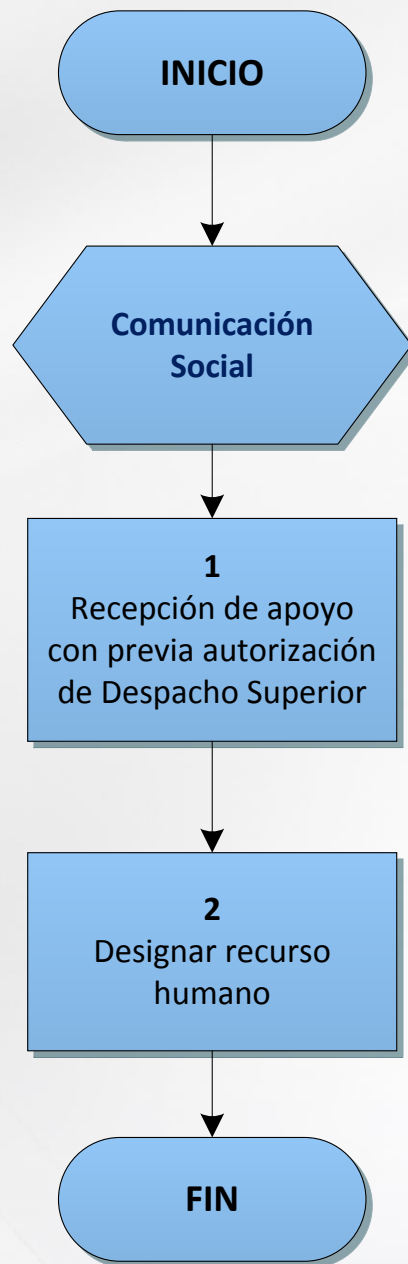 INICIO
Comunicación
Social
1
Recepción de apoyo
con previa autorización
de Despacho Superior
2
Designar recurso
humano
FIN